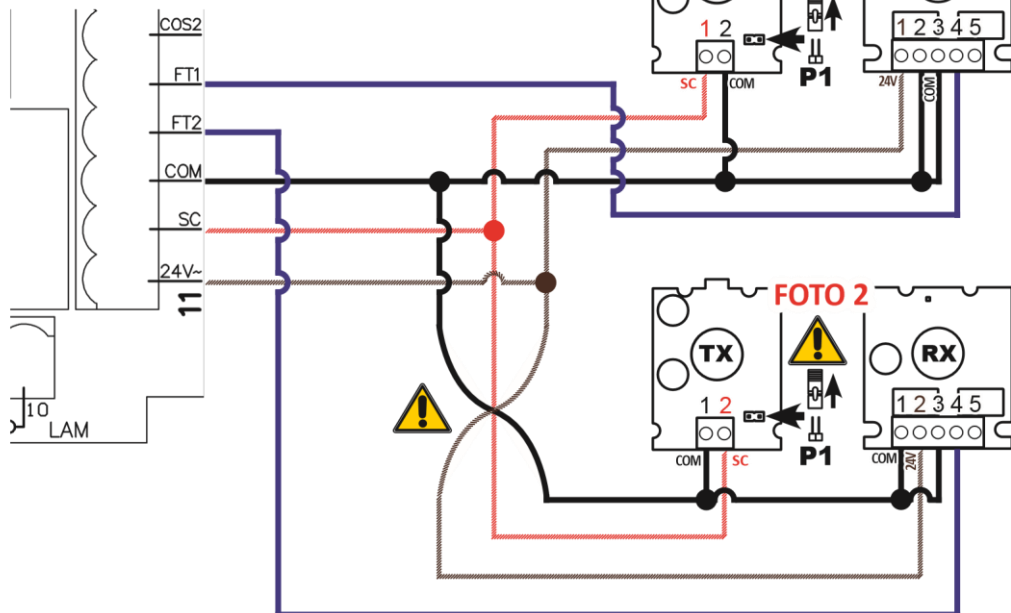 COS2
FT1
FT2
COM
SC
24V~
11
10
LAM
1 2
SC
COM
P1
1 2 3 4 5
24V
COM
FOTO 2
TX
1 2
COM
SC
P1
RX
1 2 3 4 5
COM
24V